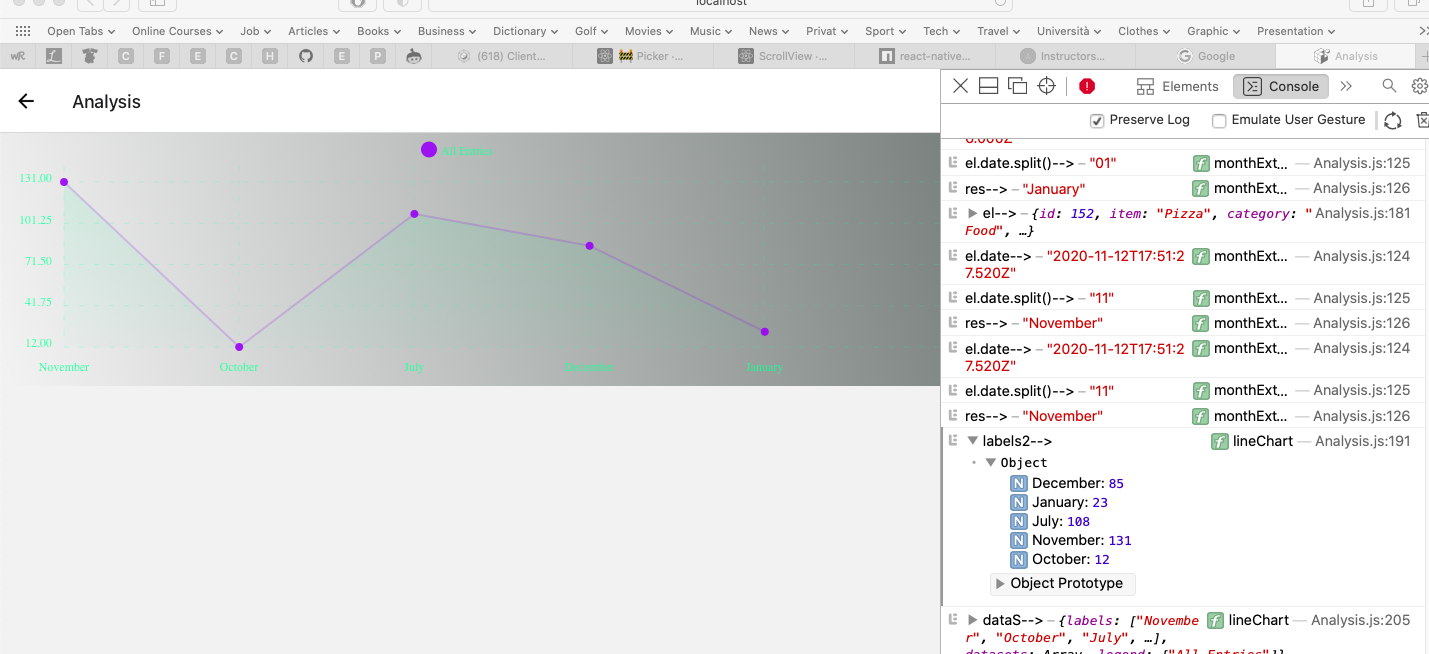 localhost
Open Tabs Online Courses Job Articles Books Business Dictionary Golf Movies Music News Privat Sport Tech Travel Università Clothes Graphic Presentation
wR L C F E C H E P (618) Client... 🚧 Picker -... ScrollView -... react-native... Instructors... Google Analysis
Analysis
All Entries
131.00
101.25
71.50
41.75
12.00
November October July December January
Elements Console
Preserve Log Emulate User Gesture
6.000Z"
el.date.split()--> – "01" f monthExt... — Analysis.js:125
res--> – "January" f monthExt... — Analysis.js:126
el--> – {id: 152, item: "Pizza", category: " Analysis.js:181
Food", …}
el.date--> – "2020-11-12T17:51:2 f monthExt... — Analysis.js:124
7.520Z"
el.date.split()--> – "11" f monthExt... — Analysis.js:125
res--> – "November" f monthExt... — Analysis.js:126
el.date--> – "2020-11-12T17:51:2 f monthExt... — Analysis.js:124
7.520Z"
el.date.split()--> – "11" f monthExt... — Analysis.js:125
res--> – "November" f monthExt... — Analysis.js:126
labels2--> f lineChart — Analysis.js:191
Object
N December: 85
N January: 23
N July: 108
N November: 131
N October: 12
Object Prototype
dataS--> – {labels: ["Novembe f lineChart — Analysis.js:205
r", "October", "July", …],
datasets: Array, legend: ["All Entries"]}